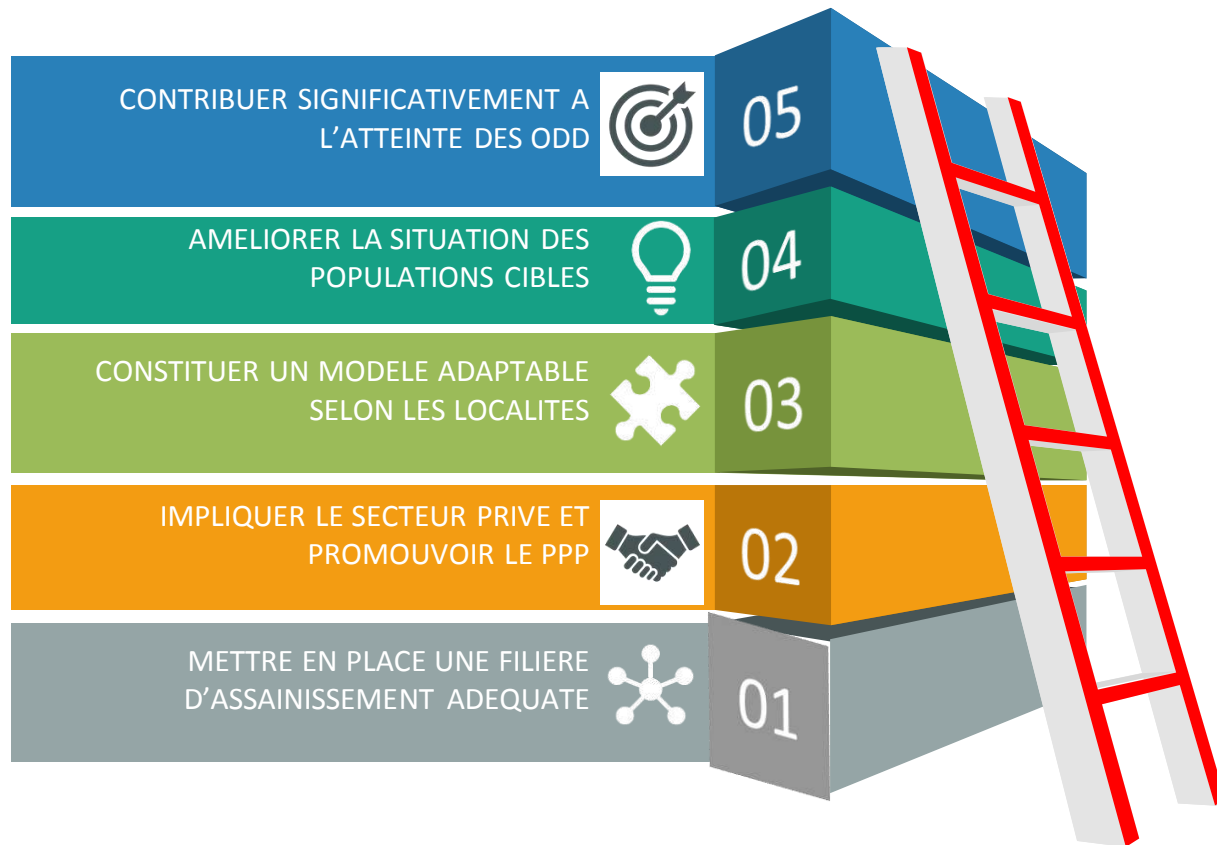 CONTRIBUER SIGNIFICATIVEMENT A
L’ATTEINTE DES ODD
05
AMELIORER LA SITUATION DES
POPULATIONS CIBLES
04
CONSTITUER UN MODELE ADAPTABLE
SELON LES LOCALITES
03
IMPLIQUER LE SECTEUR PRIVE ET
PROMOUVOIR LE PPP
02
METTRE EN PLACE UNE FILIERE
D’ASSAINISSEMENT ADEQUATE
01